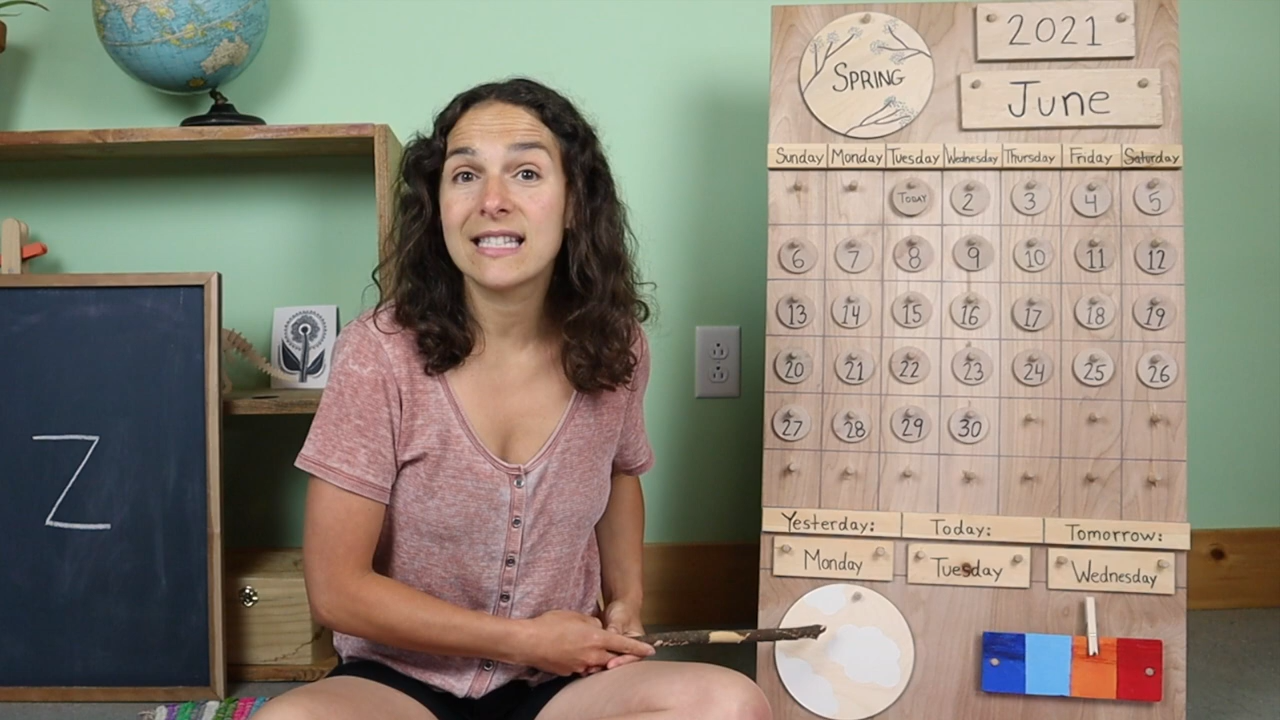 Z
SPRING
2021
June
Sunday Monday Tuesday Wednesday Thursday Friday Saturday
TODAY 2 3 4 5
6 7 8 9 10 11 12
13 14 15 16 17 18 19
20 21 22 23 24 25 26
27 28 29 30
Yesterday: Today: Tomorrow:
Monday Tuesday Wednesday